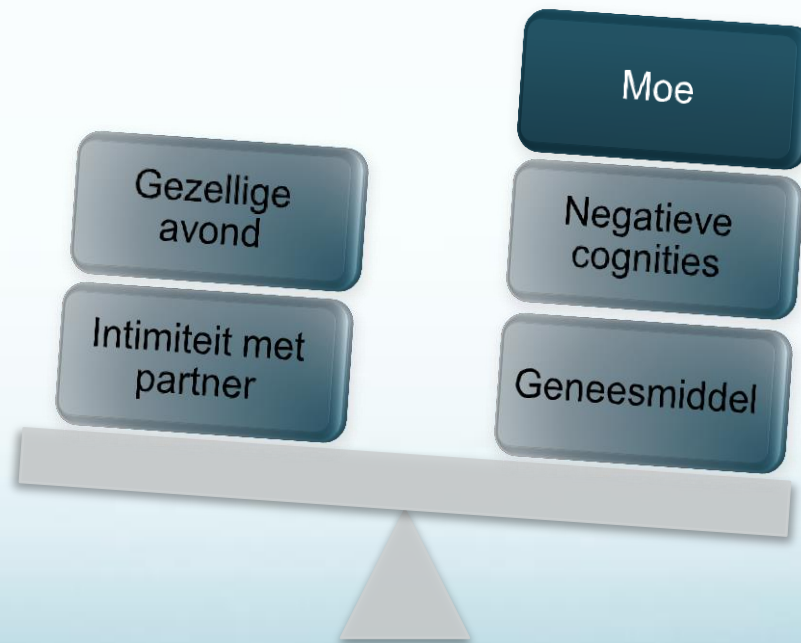 Gezellige
avond
Intimiteit met
partner
Moe
Negatieve
cognities
Geneesmiddel